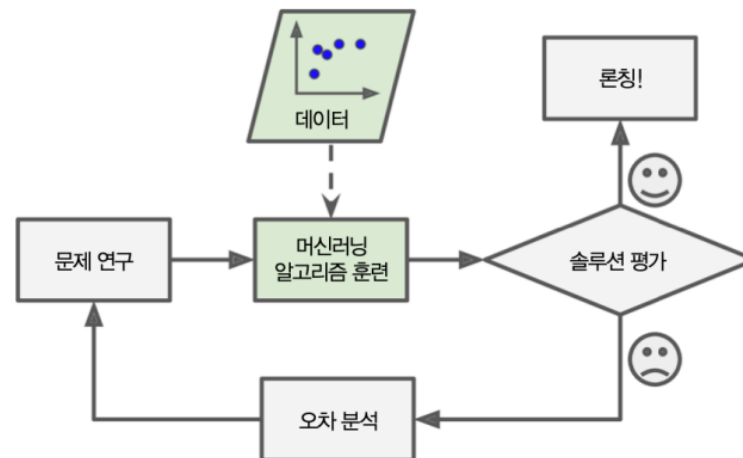 데이터
론칭!
문제 연구
머신러닝
알고리즘 훈련
솔루션 평가
오차 분석